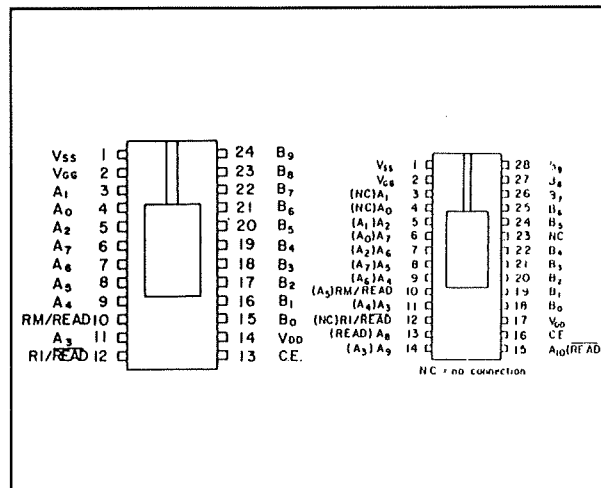 VSS 1 24 B9
VGG 2 23 B8
A1 3 22 B7
A0 4 21 B6
A2 5 20 B5
A7 6 19 B4
A6 7 18 B3
A5 8 17 B2
A4 9 16 B1
RM/READ 10 15 B0
A3 11 14 VDD
RI/READ 12 13 C.E.
VSS 1 28 B9
VGG 2 27 B8
(NC)A1 3 26 B7
(NC)A0 4 25 B6
(A1)A2 5 24 B5
(A0)A7 6 23 NC
(A2)A6 7 22 B4
(A7)A5 8 21 B3
(A6)A4 9 20 B2
(A5)RM/READ 10 19 B1
(A4)A3 11 18 B0
(NC)RI/READ 12 17 VGD
(READ)A8 13 16 CE
(A3)A9 14 15 A10(READ
NC = no connection